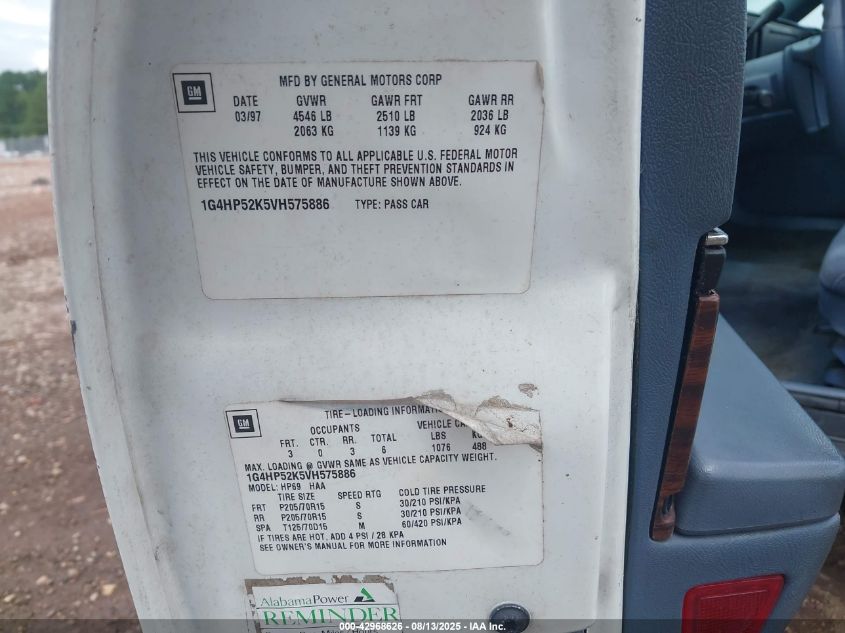 GM
MFD BY GENERAL MOTORS CORP
DATE GVWR GAWR FRT GAWR RR
03/97 4546 LB 2510 LB 2036 LB
2063 KG 1139 KG 924 KG
THIS VEHICLE CONFORMS TO ALL APPLICABLE U.S. FEDERAL MOTOR
VEHICLE SAFETY, BUMPER, AND THEFT PREVENTION STANDARDS IN
EFFECT ON THE DATE OF MANUFACTURE SHOWN ABOVE.
1G4HP52K5VH575886 TYPE: PASS CAR
GM
TIRE-LOADING INFORMATION
OCCUPANTS VEHICLE
FRT. CTR. RR. TOTAL LBS
3 0 3 6 1076 488
MAX. LOADING @ GVWR SAME AS VEHICLE CAPACITY WEIGHT.
1G4HP52K5VH575886
MODEL: HP69 HAA
TIRE SIZE SPEED RTG COLD TIRE PRESSURE
FRT P205/70R15 S 30/210 PSI/KPA
RR P205/70R15 S 30/210 PSI/KPA
SPA T125/70D15 M 60/420 PSI/KPA
IF TIRES ARE HOT, ADD 4 PSI / 28 KPA
SEE OWNER'S MANUAL FOR MORE INFORMATION
Alabama Power
REMINDER
000-42968626 - 08/13/2025 - IAA, Inc.